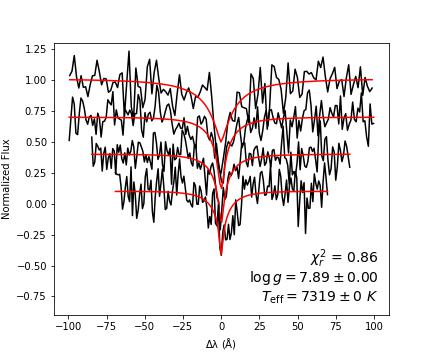 1.25
1.00
0.75
0.50
0.25
0.00
−0.25
−0.50
−0.75
Normalized Flux
χ²ᵣ = 0.86
log g = 7.89 ± 0.00
T_eff = 7319 ± 0 K
−100 −75 −50 −25 0 25 50 75 100
Δλ (Å)